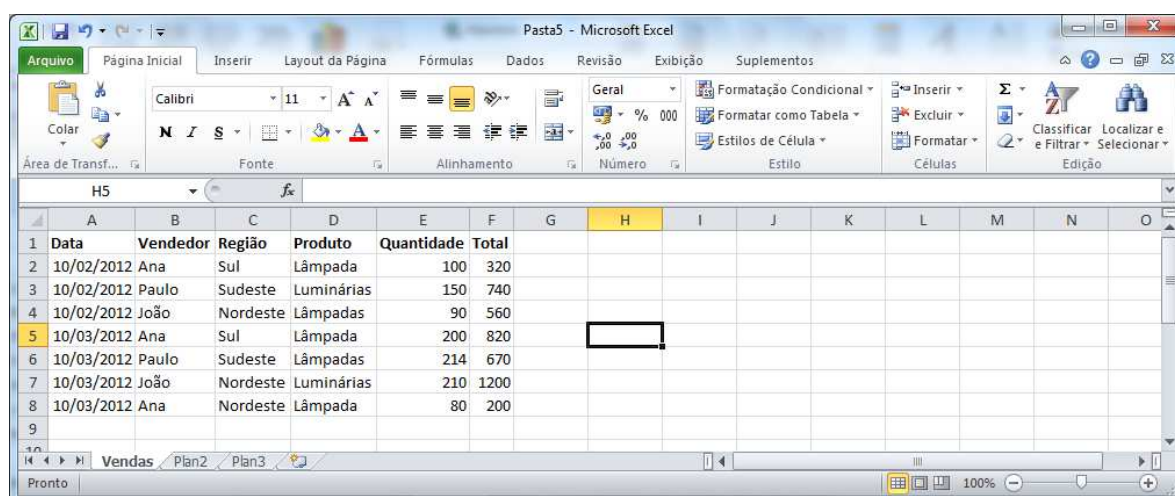 Pasta5 - Microsoft Excel
Arquivo Página Inicial Inserir Layout da Página Fórmulas Dados Revisão Exibição Suplementos
Colar
Área de Transf...
Calibri 11
N I S
Fonte
Alinhamento
Geral
% 000
,00 ,00
Número
Formatação Condicional
Formatar como Tabela
Estilos de Célula
Estilo
Inserir
Excluir
Formatar
Células
Σ
Classificar e Filtrar
Localizar e Selecionar
Edição
H5 fx
A B C D E F G H I J K L M N O
1 Data Vendedor Região Produto Quantidade Total
2 10/02/2012 Ana Sul Lâmpada 100 320
3 10/02/2012 Paulo Sudeste Luminárias 150 740
4 10/02/2012 João Nordeste Lâmpadas 90 560
5 10/03/2012 Ana Sul Lâmpada 200 820
6 10/03/2012 Paulo Sudeste Lâmpadas 214 670
7 10/03/2012 João Nordeste Luminárias 210 1200
8 10/03/2012 Ana Nordeste Lâmpada 80 200
9
10
Vendas Plan2 Plan3
Pronto 100%